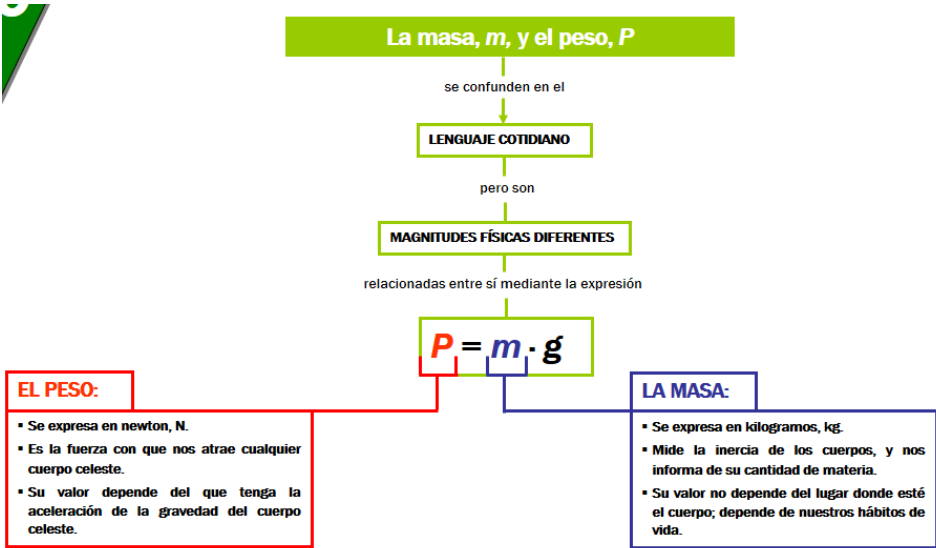 La masa, m, y el peso, P
se confunden en el
LENGUAJE COTIDIANO
pero son
MAGNITUDES FÍSICAS DIFERENTES
relacionadas entre sí mediante la expresión
P = m · g
EL PESO:
▪ Se expresa en newton, N.
▪ Es la fuerza con que nos atrae cualquier
cuerpo celeste.
▪ Su valor depende del que tenga la
aceleración de la gravedad del cuerpo
celeste.
LA MASA:
▪ Se expresa en kilogramos, kg.
▪ Mide la inercia de los cuerpos, y nos
informa de su cantidad de materia.
▪ Su valor no depende del lugar donde esté
el cuerpo; depende de nuestros hábitos de
vida.